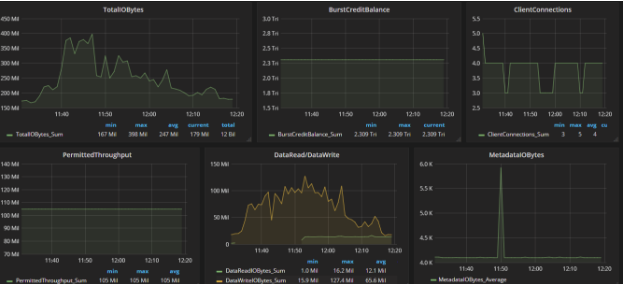 TotalIOBytes
450 Mil
400 Mil
350 Mil
300 Mil
250 Mil
200 Mil
150 Mil
11:40 11:50 12:00 12:10 12:20
min max avg current total
TotalIOBytes_Sum 167 Mil 398 Mil 247 Mil 179 Mil 12 Bil
BurstCreditBalance
3.0 Tri
2.8 Tri
2.5 Tri
2.3 Tri
2.0 Tri
1.8 Tri
1.5 Tri
11:40 11:50 12:00 12:10 12:20
min max current
BurstCreditBalance_Sum 2.309 Tri 2.309 Tri 2.309 Tri
ClientConnections
5.5
5.0
4.5
4.0
3.5
3.0
2.5
11:40 11:50 12:00 12:10 12:20
min max avg cu
ClientConnections_Sum 3 5 4
PermittedThroughput
140 Mil
130 Mil
120 Mil
110 Mil
100 Mil
90 Mil
80 Mil
70 Mil
11:40 11:50 12:00 12:10 12:20
min max avg
PermittedThroughput_Sum 105 Mil 105 Mil 105 Mil
DataRead/DataWrite
150 Mil
100 Mil
50 Mil
0
11:40 11:50 12:00 12:10 12:20
min max avg
DataReadIOBytes_Sum 1.0 Mil 16.2 Mil 12.1 Mil
DataWriteIOBytes_Sum 15.9 Mil 127.4 Mil 65.6 Mil
MetadataIOBytes
6.0 K
5.5 K
5.0 K
4.5 K
4.0 K
11:40 11:50 12:00 12:10 12:20
MetadataIOBytes_Average